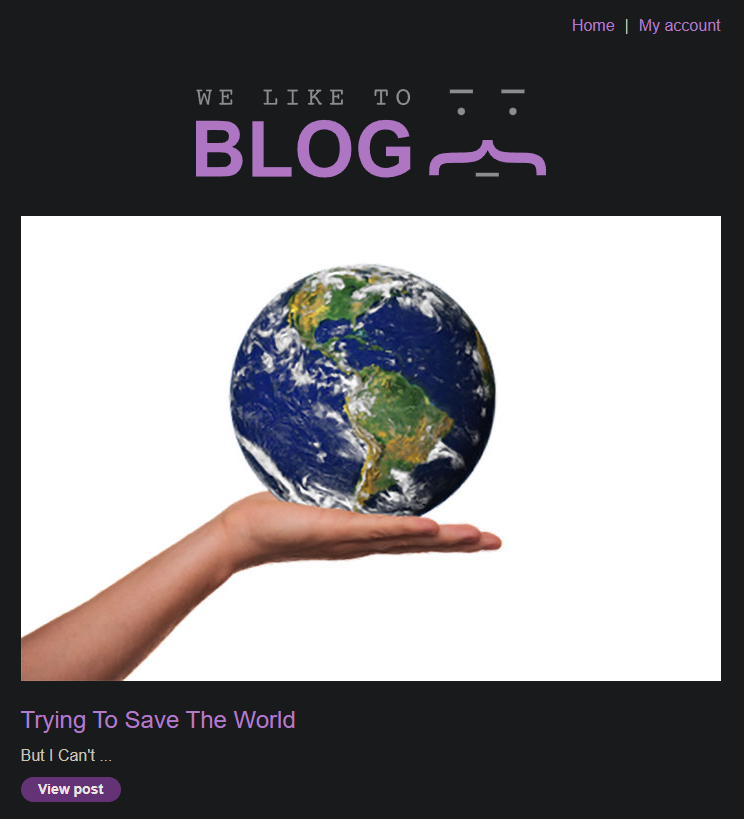 Home | My account
WE LIKE TO
BLOG
Trying To Save The World
But I Can't ...
View post